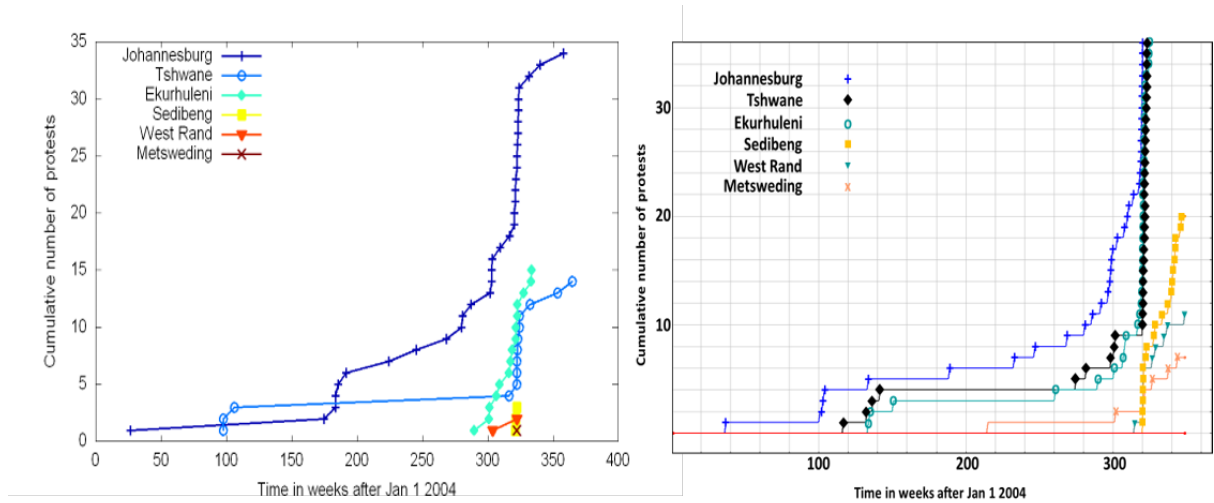 35
30
25
20
15
10
5
0
Cumulative number of protests
Johannesburg
Tshwane
Ekurhuleni
Sedibeng
West Rand
Metsweding
0 50 100 150 200 250 300 350 400
Time in weeks after Jan 1 2004
30
20
10
Cumulative number of protests
Johannesburg
Tshwane
Ekurhuleni
Sedibeng
West Rand
Metsweding
100 200 300
Time in weeks after Jan 1 2004